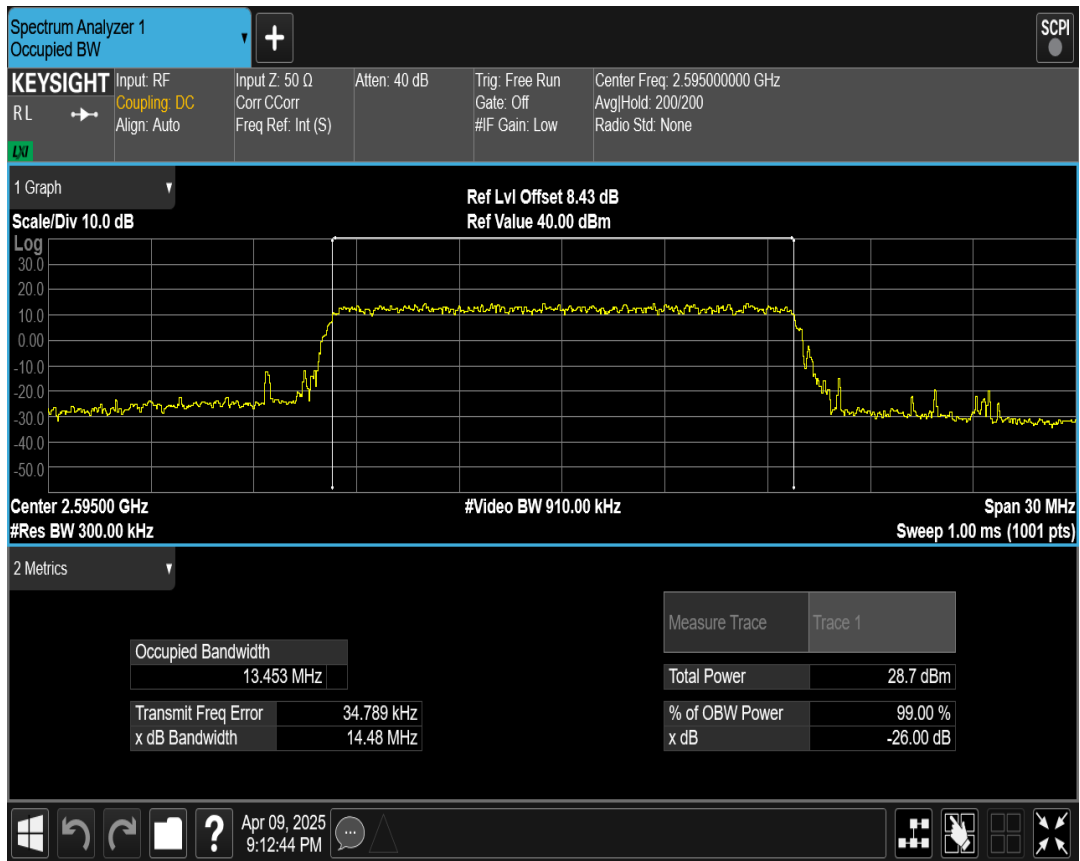 Spectrum Analyzer 1
Occupied BW
+
SCPI
KEYSIGHT
RL
LXI
Input: RF
Coupling: DC
Align: Auto
Input Z: 50 Ω
Corr CCorr
Freq Ref: Int (S)
Atten: 40 dB
Trig: Free Run
Gate: Off
#IF Gain: Low
Center Freq: 2.595000000 GHz
Avg|Hold: 200/200
Radio Std: None
1 Graph
Scale/Div 10.0 dB
Ref Lvl Offset 8.43 dB
Ref Value 40.00 dBm
Log
30.0
20.0
10.0
0.00
-10.0
-20.0
-30.0
-40.0
-50.0
Center 2.59500 GHz
#Res BW 300.00 kHz
#Video BW 910.00 kHz
Span 30 MHz
Sweep 1.00 ms (1001 pts)
2 Metrics
Measure Trace Trace 1
Occupied Bandwidth
13.453 MHz
Total Power 28.7 dBm
Transmit Freq Error 34.789 kHz
x dB Bandwidth 14.48 MHz
% of OBW Power 99.00 %
x dB -26.00 dB
?
Apr 09, 2025
9:12:44 PM